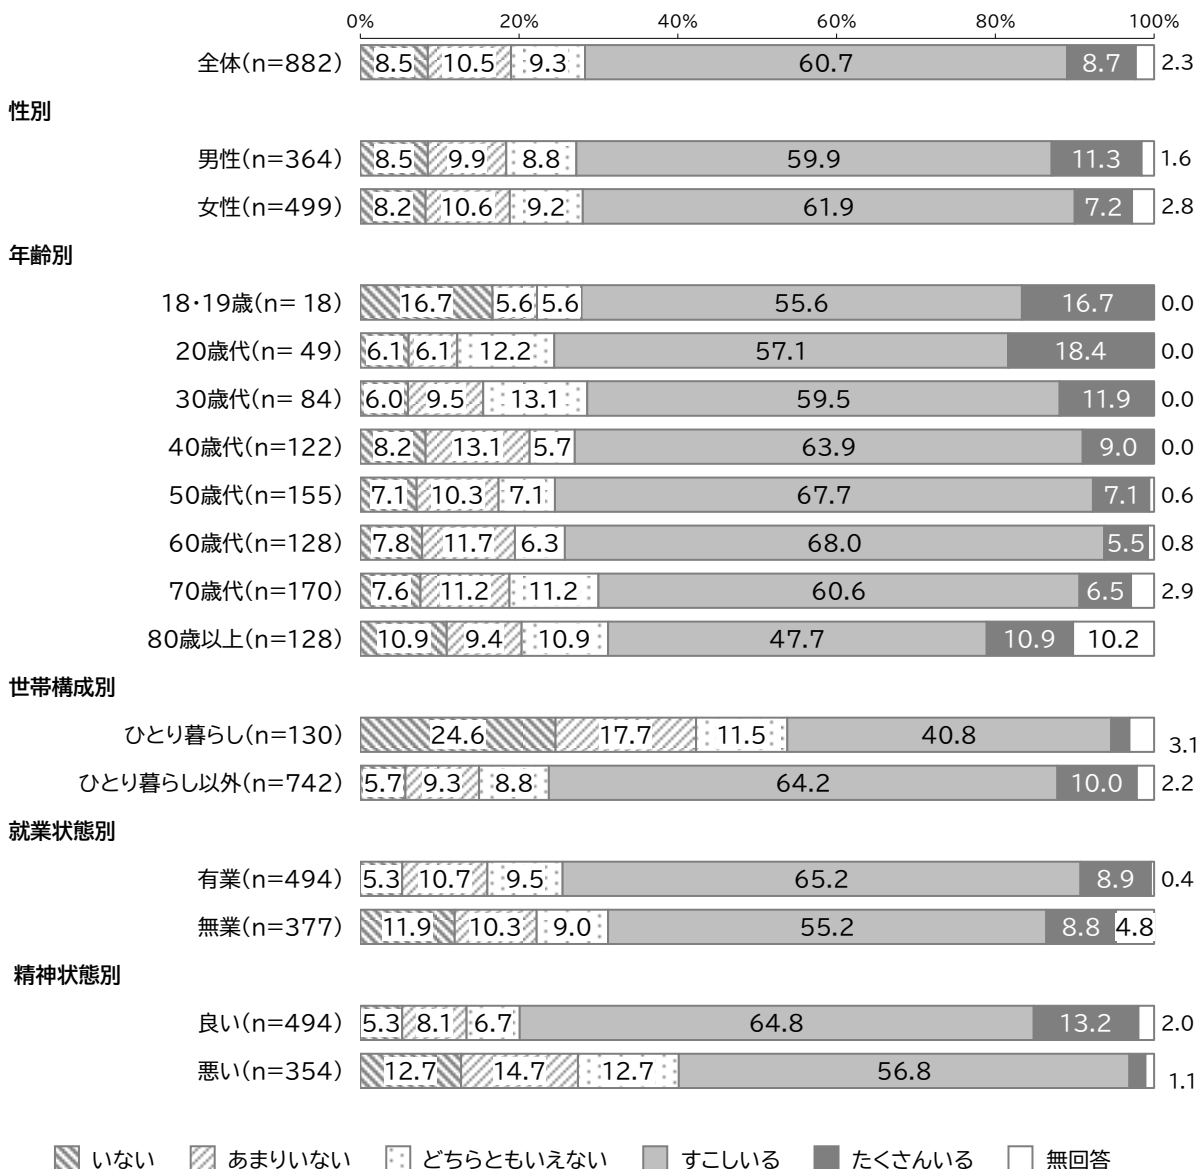 0% 20% 40% 60% 80% 100%
全体(n=882) 8.5 10.5 9.3 60.7 8.7 2.3
性別
男性(n=364) 8.5 9.9 8.8 59.9 11.3 1.6
女性(n=499) 8.2 10.6 9.2 61.9 7.2 2.8
年齢別
18・19歳(n= 18) 16.7 5.6 5.6 55.6 16.7 0.0
20歳代(n= 49) 6.1 6.1 12.2 57.1 18.4 0.0
30歳代(n= 84) 6.0 9.5 13.1 59.5 11.9 0.0
40歳代(n=122) 8.2 13.1 5.7 63.9 9.0 0.0
50歳代(n=155) 7.1 10.3 7.1 67.7 7.1 0.6
60歳代(n=128) 7.8 11.7 6.3 68.0 5.5 0.8
70歳代(n=170) 7.6 11.2 11.2 60.6 6.5 2.9
80歳以上(n=128) 10.9 9.4 10.9 47.7 10.9 10.2
世帯構成別
ひとり暮らし(n=130) 24.6 17.7 11.5 40.8 3.1
ひとり暮らし以外(n=742) 5.7 9.3 8.8 64.2 10.0 2.2
就業状態別
有業(n=494) 5.3 10.7 9.5 65.2 8.9 0.4
無業(n=377) 11.9 10.3 9.0 55.2 8.8 4.8
精神状態別
良い(n=494) 5.3 8.1 6.7 64.8 13.2 2.0
悪い(n=354) 12.7 14.7 12.7 56.8 1.1
いない あまりいない どちらともいえない すこしいる たくさんいる 無回答